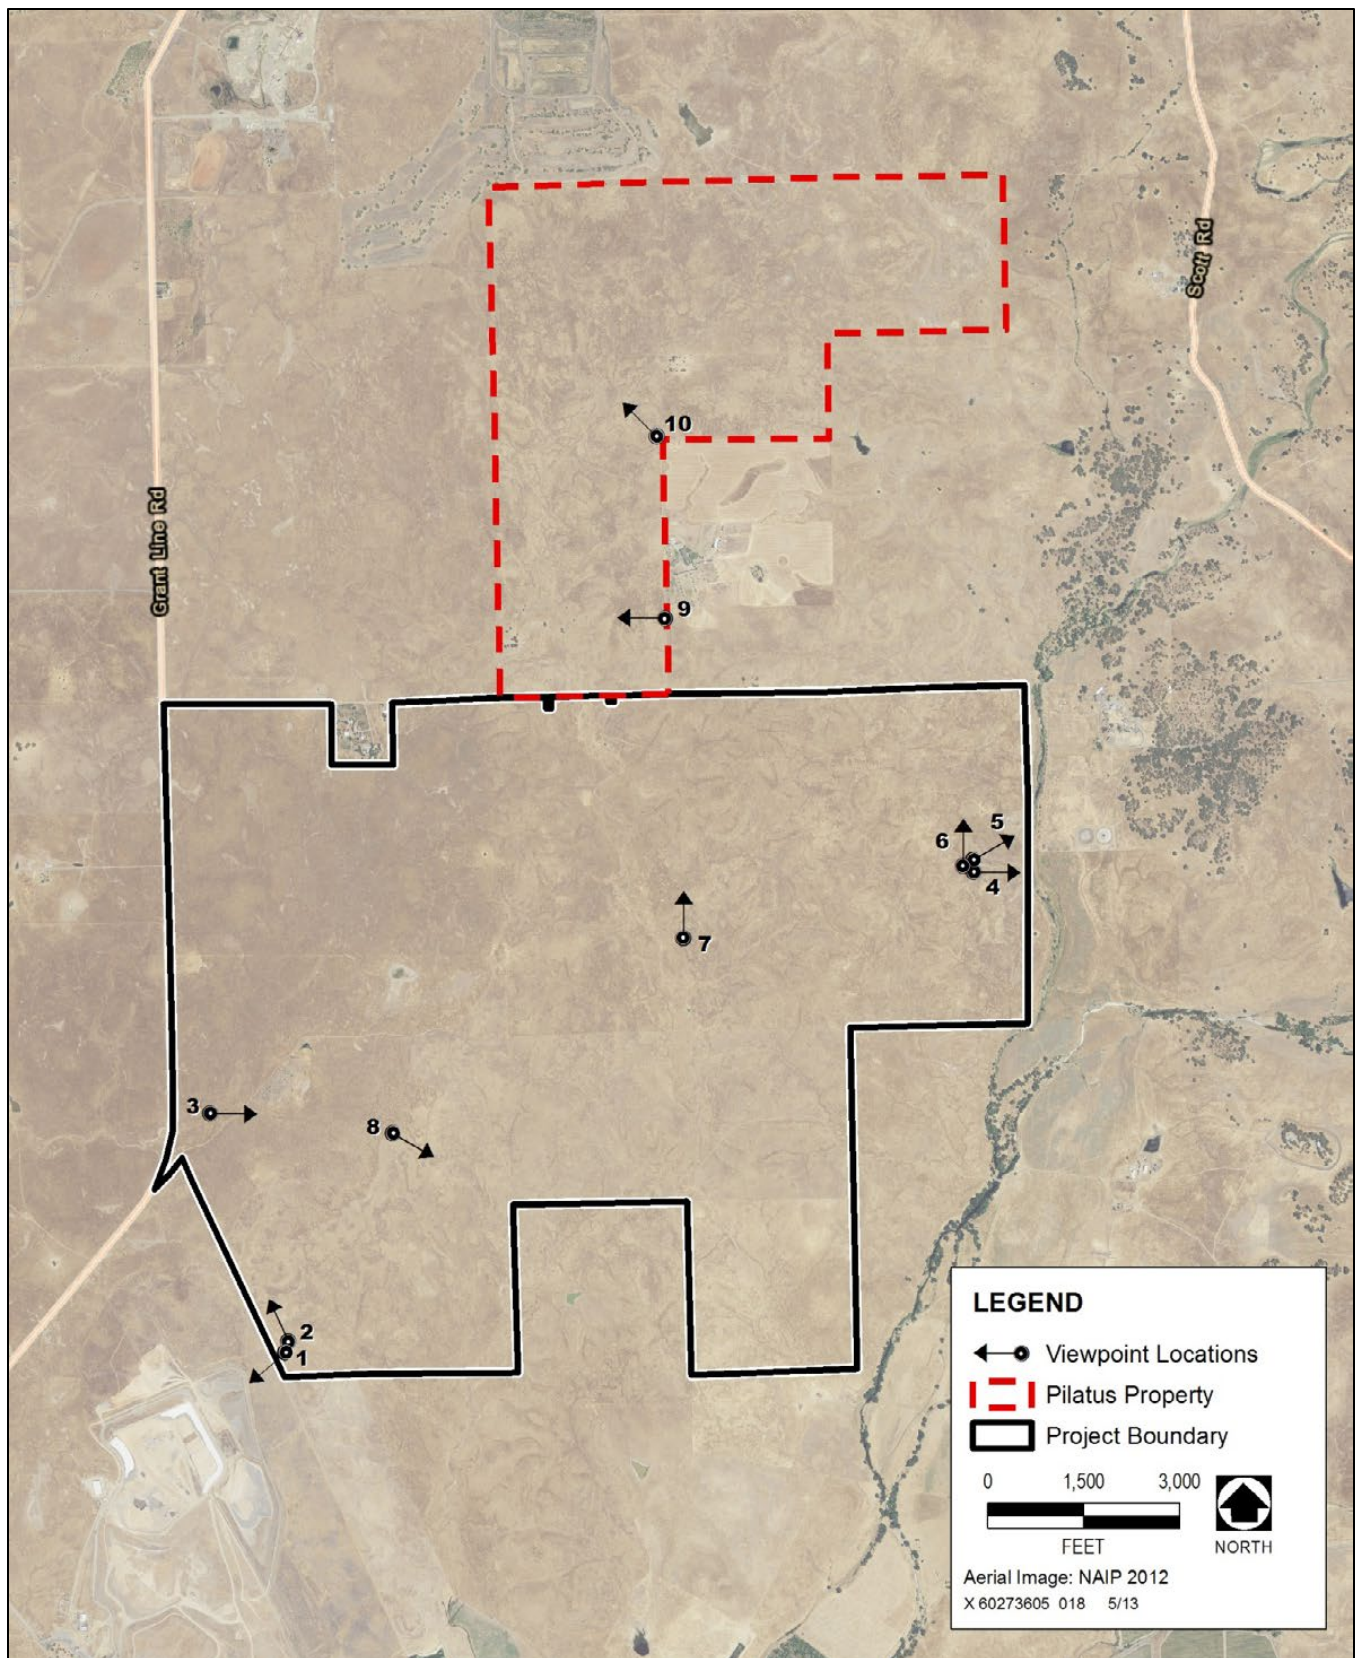 Scott Rd
10
Grant Line Rd
9
5
6
4
7
3
8
2
1
LEGEND
Viewpoint Locations
Pilatus Property
Project Boundary
0 1,500 3,000
FEET
NORTH
Aerial Image: NAIP 2012
X 60273605 018 5/13